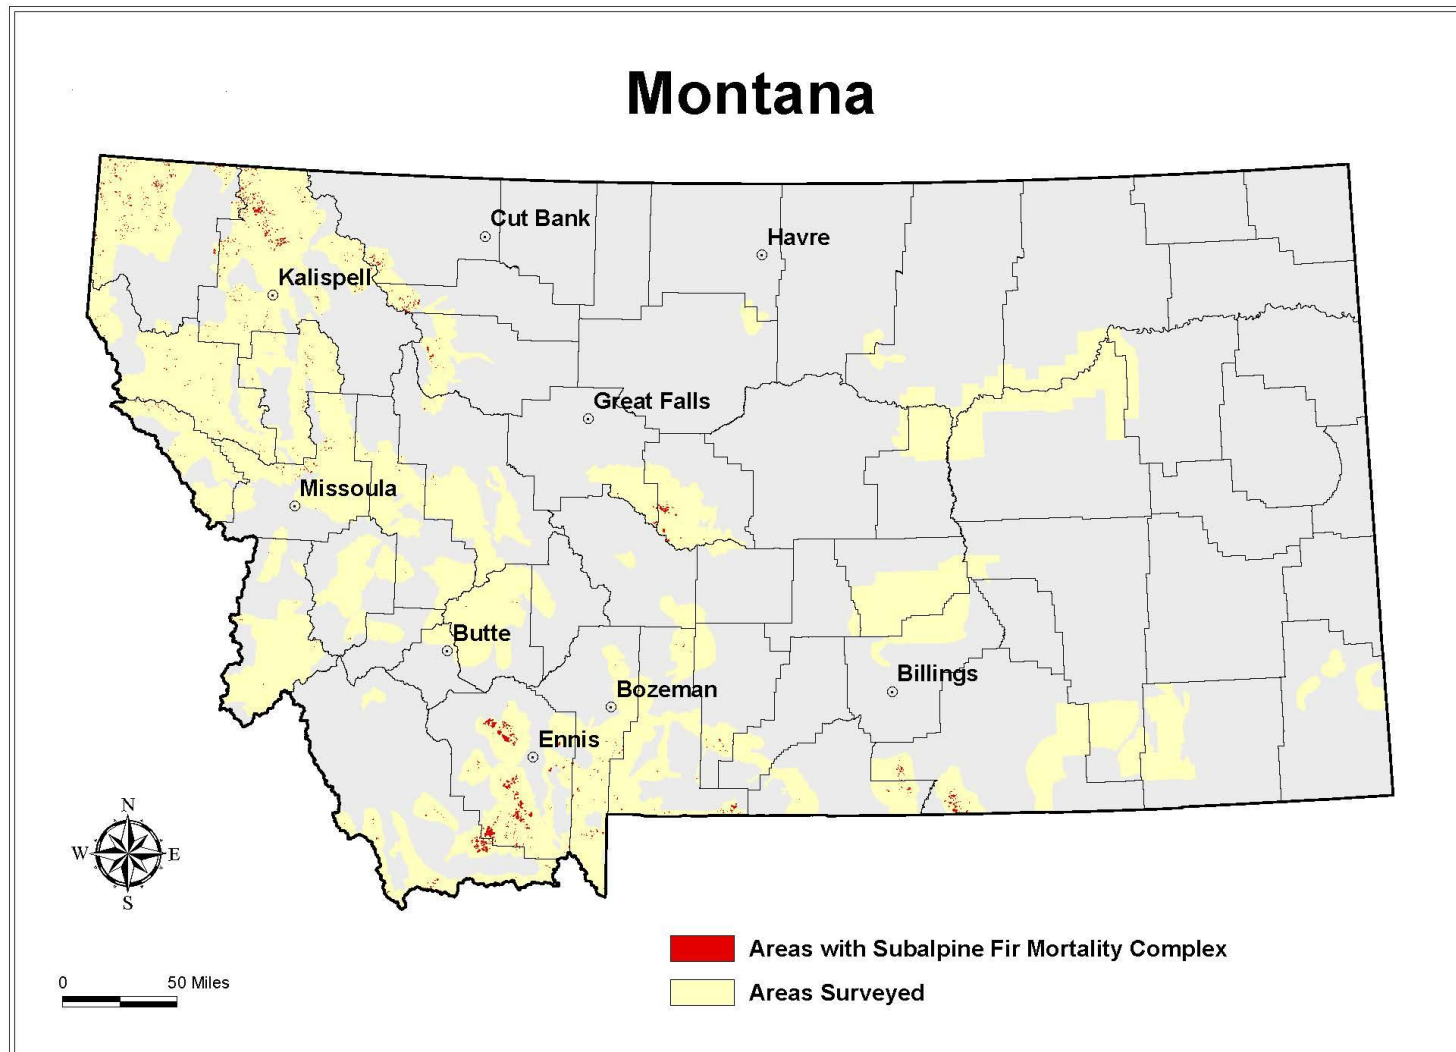 Montana
Cut Bank
Havre
Kalispell
Great Falls
Missoula
Butte
Billings
Bozeman
Ennis
N
W E
S
Areas with Subalpine Fir Mortality Complex
0 50 Miles
Areas Surveyed